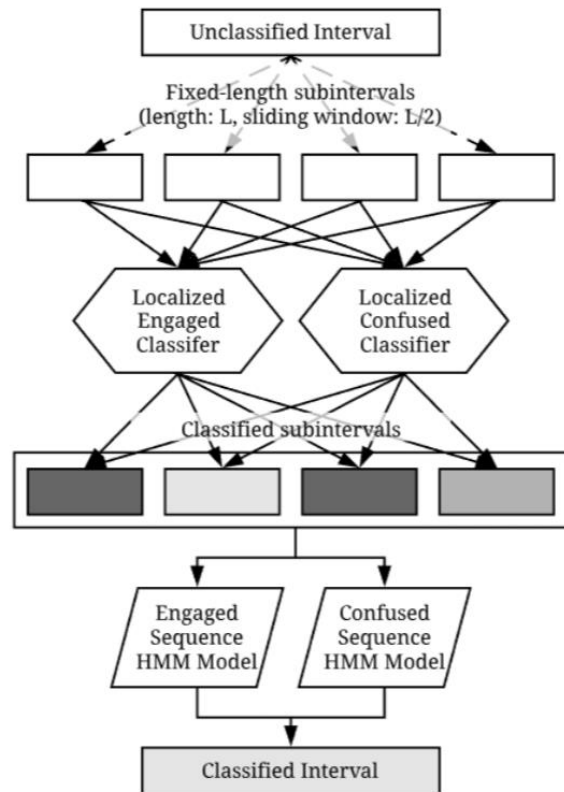 Unclassified Interval
Fixed-length subintervals
(length: L, sliding window: L/2)
Localized
Engaged
Classifer
Localized
Confused
Classifier
Classified subintervals
Engaged
Sequence
HMM Model
Confused
Sequence
HMM Model
Classified Interval